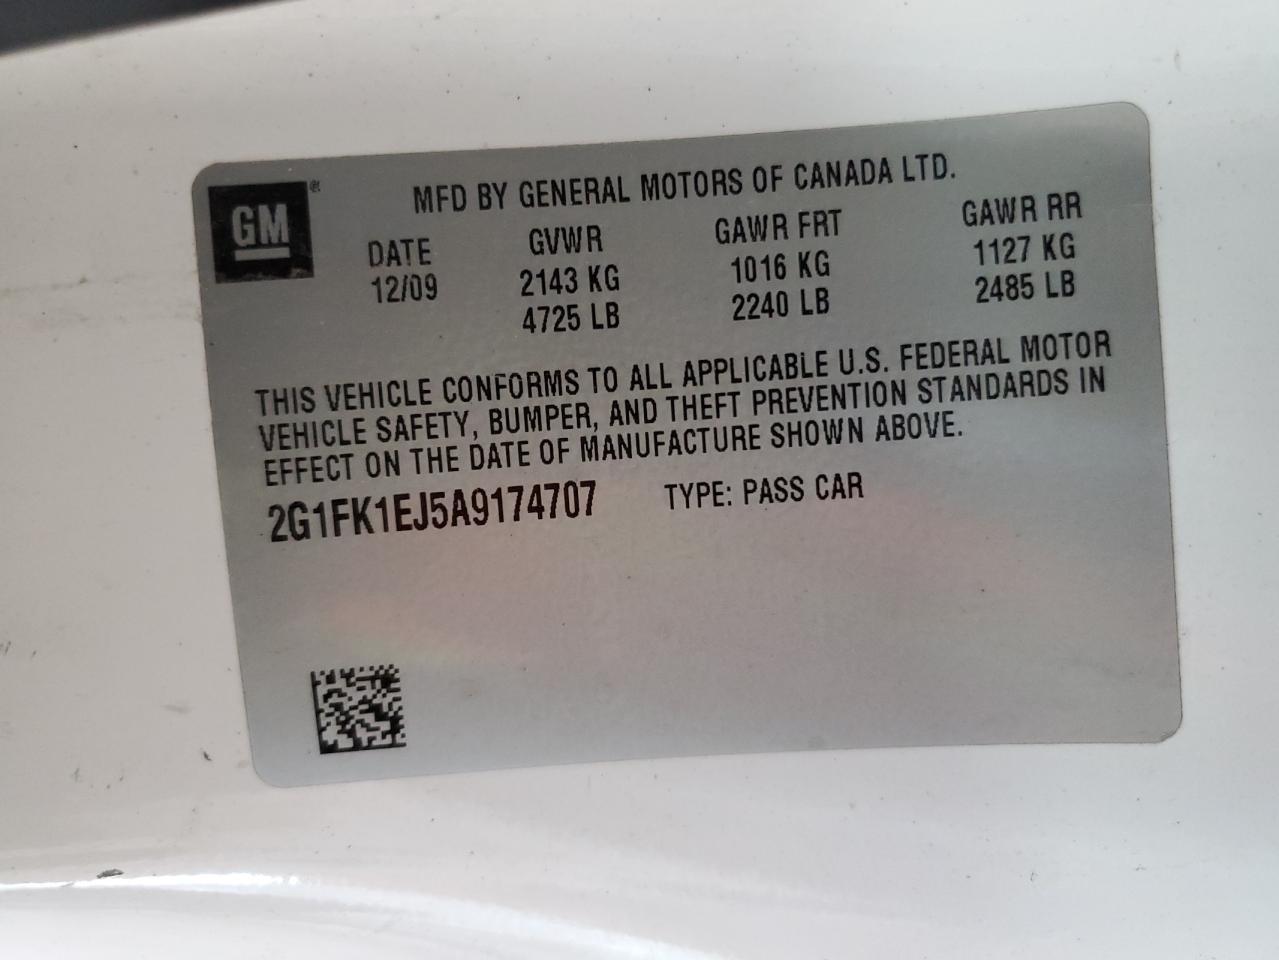 GM ®
MFD BY GENERAL MOTORS OF CANADA LTD.
DATE GVWR GAWR FRT GAWR RR
12/09 2143 KG 1016 KG 1127 KG
4725 LB 2240 LB 2485 LB
THIS VEHICLE CONFORMS TO ALL APPLICABLE U.S. FEDERAL MOTOR
VEHICLE SAFETY, BUMPER, AND THEFT PREVENTION STANDARDS IN
EFFECT ON THE DATE OF MANUFACTURE SHOWN ABOVE.
2G1FK1EJ5A9174707 TYPE: PASS CAR